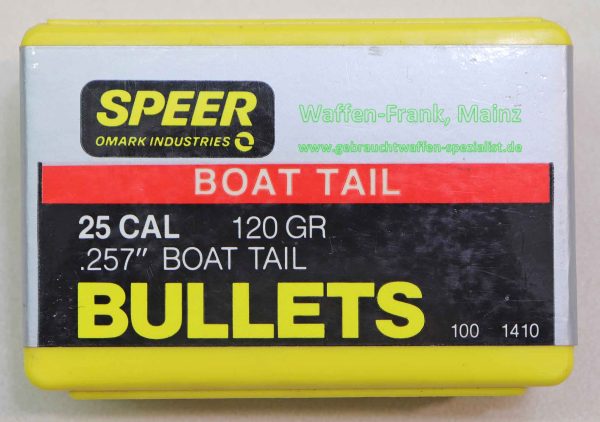 SPEER
OMARK INDUSTRIES
Waffen-Frank, Mainz
www.gebrauchtwaffen-spezialist.de
BOAT TAIL
25 CAL 120 GR
.257″ BOAT TAIL
BULLETS 100 1410